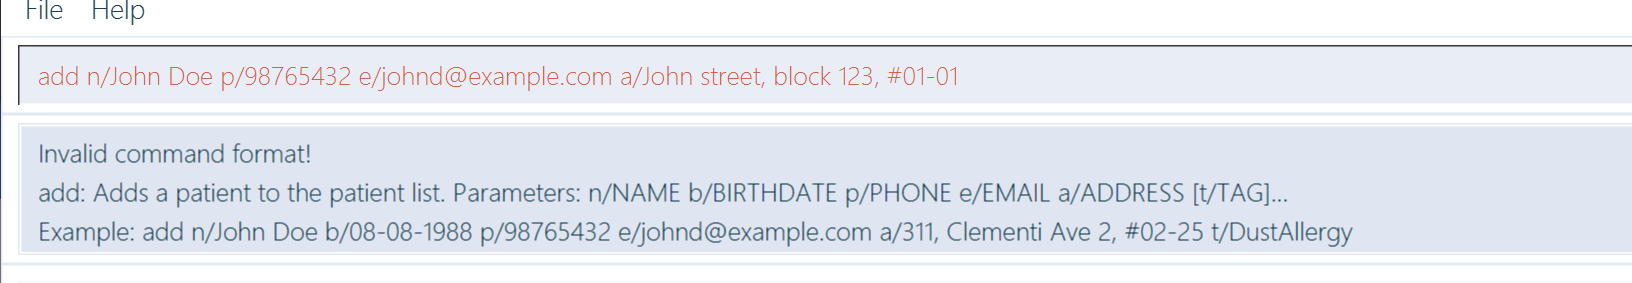 File Help
add n/John Doe p/98765432 e/johnd@example.com a/John street, block 123, #01-01
Invalid command format!
add: Adds a patient to the patient list. Parameters: n/NAME b/BIRTHDATE p/PHONE e/EMAIL a/ADDRESS [t/TAG]...
Example: add n/John Doe b/08-08-1988 p/98765432 e/johnd@example.com a/311, Clementi Ave 2, #02-25 t/DustAllergy